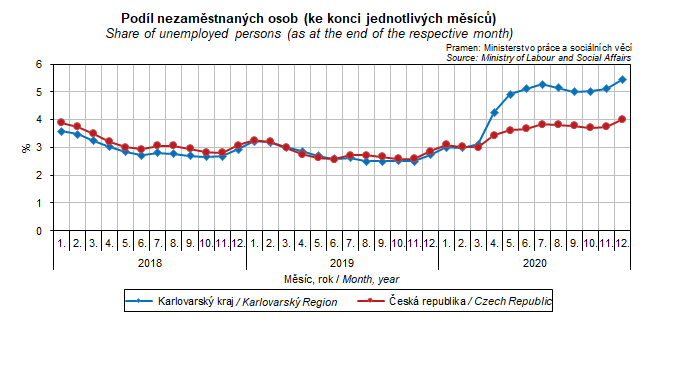 Podíl nezaměstnaných osob (ke konci jednotlivých měsíců)
Share of unemployed persons (as at the end of the respective month)
Pramen: Ministerstvo práce a sociálních věcí
Source: Ministry of Labour and Social Affairs
6
5
4
3
2
1
0
%
1. 2. 3. 4. 5. 6. 7. 8. 9. 10. 11. 12. 1. 2. 3. 4. 5. 6. 7. 8. 9. 10. 11. 12. 1. 2. 3. 4. 5. 6. 7. 8. 9. 10. 11. 12.
2018 2019 2020
Měsíc, rok / Month, year
Karlovarský kraj / Karlovarský Region Česká republika / Czech Republic